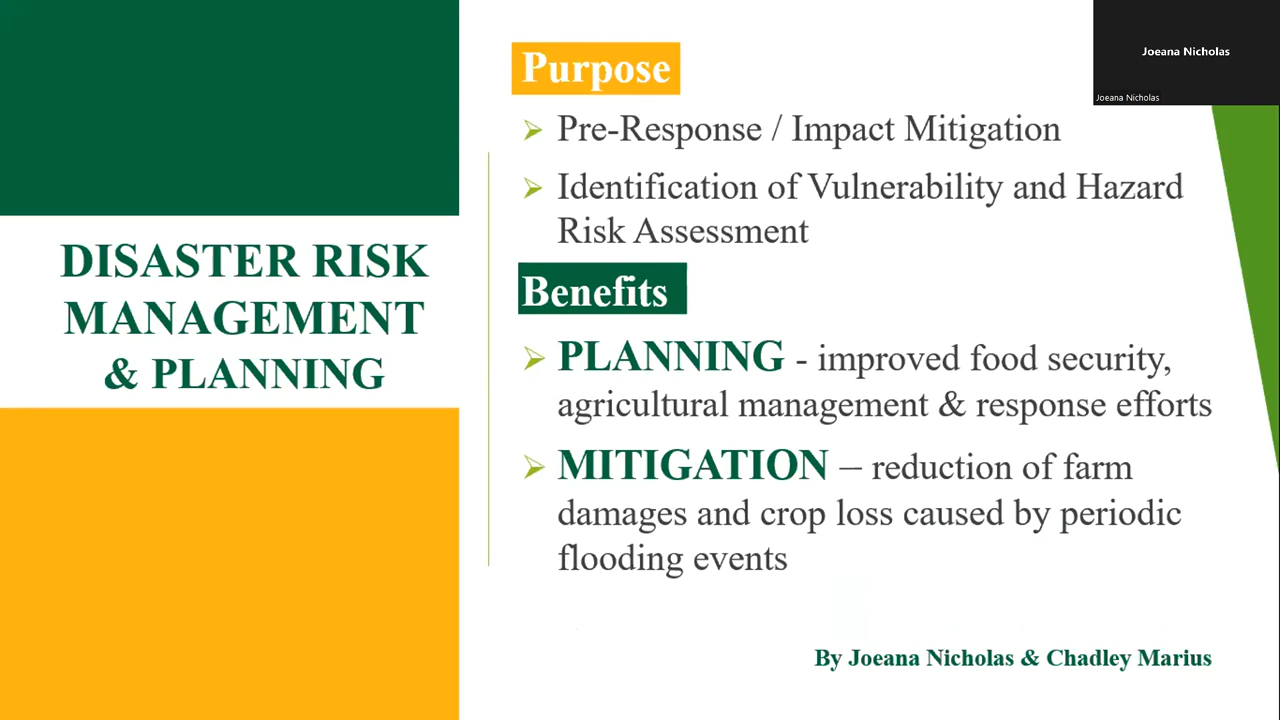 DISASTER RISK
MANAGEMENT
& PLANNING
Purpose
Pre-Response / Impact Mitigation
Identification of Vulnerability and Hazard
Risk Assessment
Benefits
PLANNING - improved food security,
agricultural management & response efforts
MITIGATION – reduction of farm
damages and crop loss caused by periodic
flooding events
By Joeana Nicholas & Chadley Marius
Joeana Nicholas
Joeana Nicholas